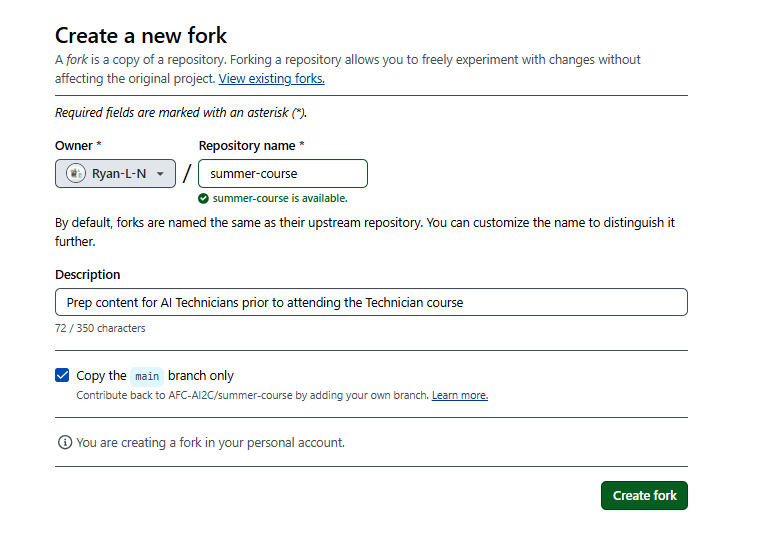 Create a new fork
A fork is a copy of a repository. Forking a repository allows you to freely experiment with changes without
affecting the original project. View existing forks.
Required fields are marked with an asterisk (*).
Owner * Repository name *
Ryan-L-N / summer-course
summer-course is available.
By default, forks are named the same as their upstream repository. You can customize the name to distinguish it
further.
Description
Prep content for AI Technicians prior to attending the Technician course
72 / 350 characters
Copy the main branch only
Contribute back to AFC-AI2C/summer-course by adding your own branch. Learn more.
You are creating a fork in your personal account.
Create fork